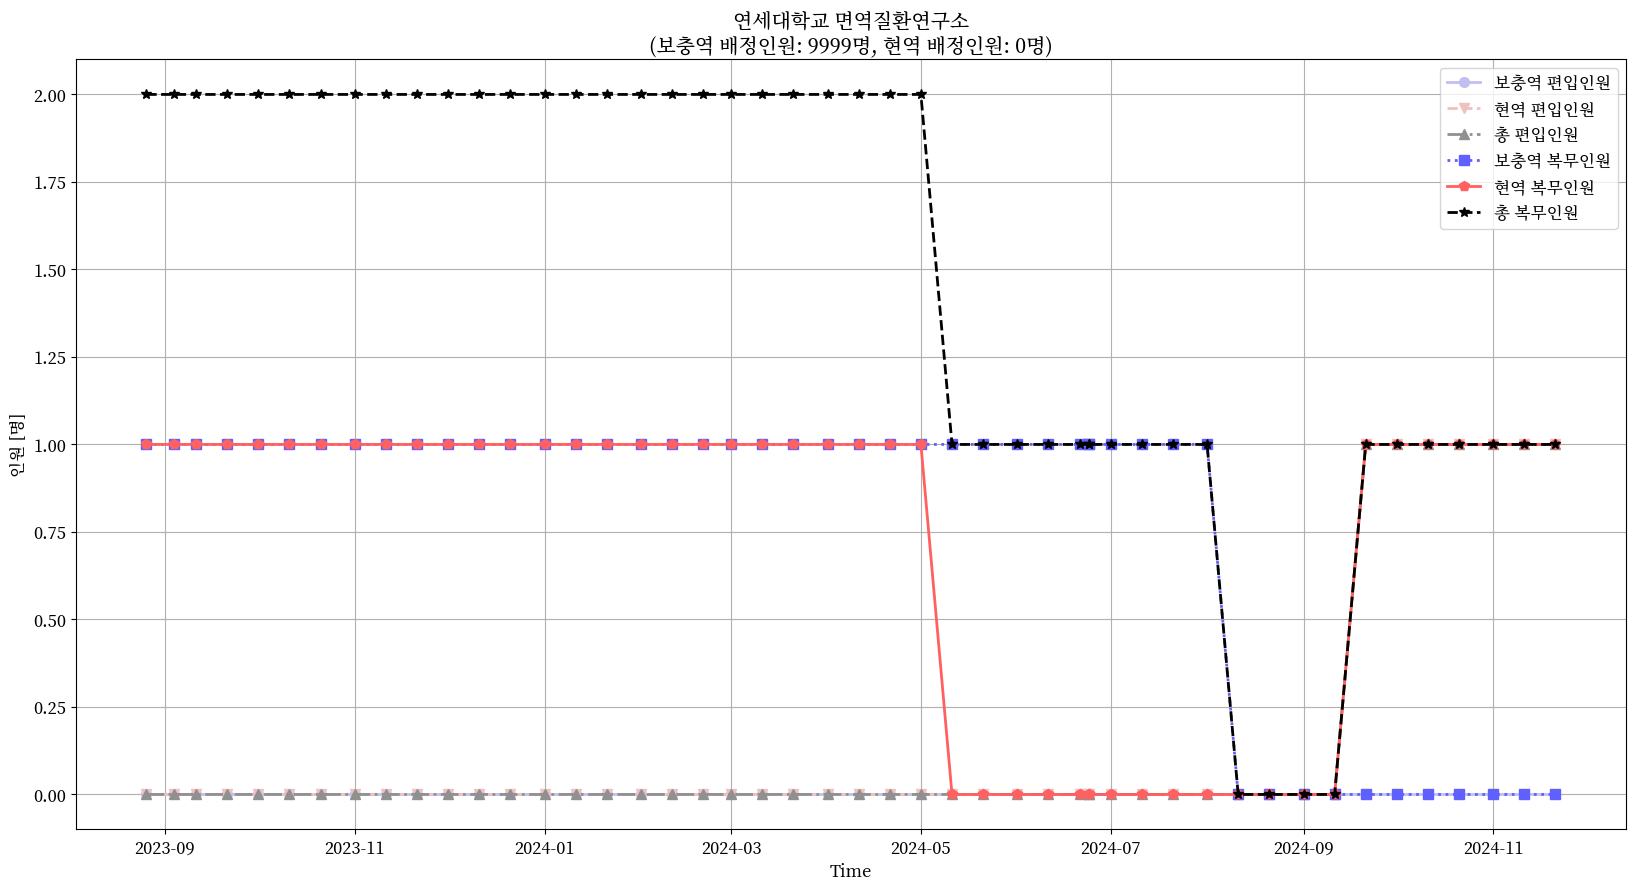 연세대학교 면역질환연구소
(보충역 배정인원: 9999명, 현역 배정인원: 0명)
보충역 편입인원
현역 편입인원
총 편입인원
보충역 복무인원
현역 복무인원
총 복무인원
2.00
1.75
1.50
1.25
1.00
0.75
0.50
0.25
0.00
인원 [명]
2023-09
2023-11
2024-01
2024-03
2024-05
2024-07
2024-09
2024-11
Time